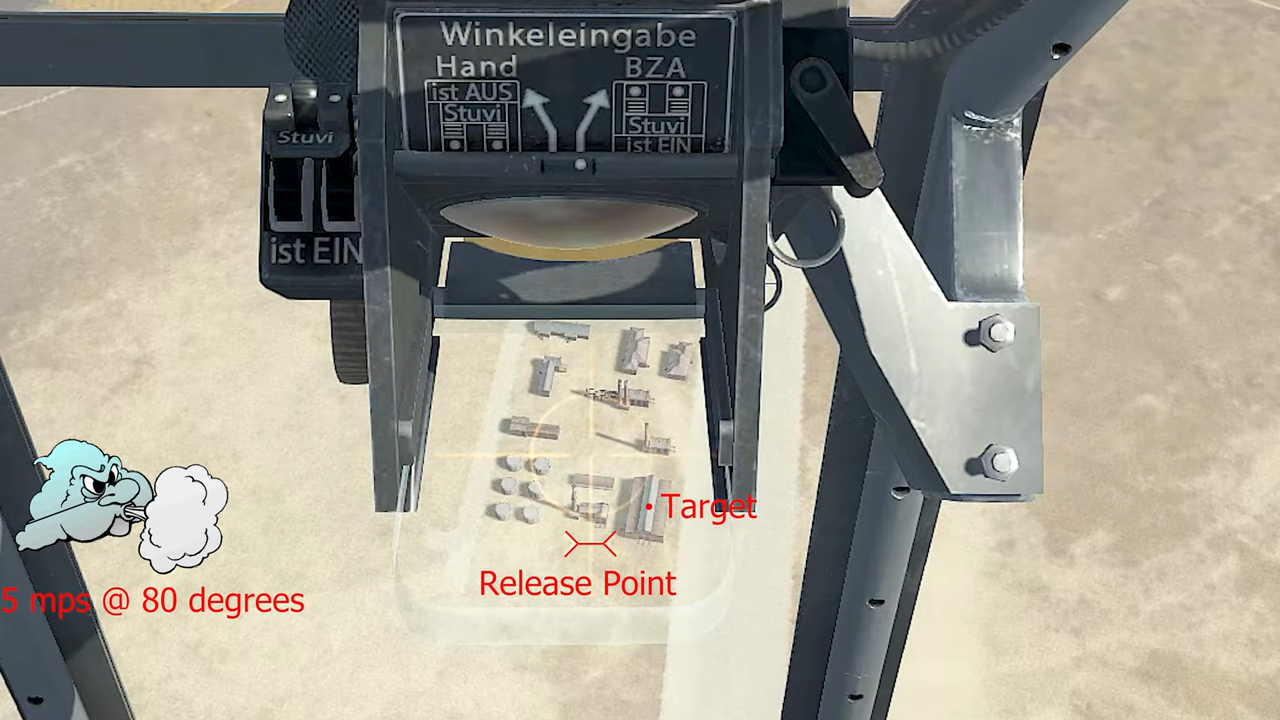 Winkeleingabe
Hand
BZA
ist AUS
Stuvi
Stuvi
ist EIN
Stuvi
ist EIN
Target
Release Point
5 mps @ 80 degrees